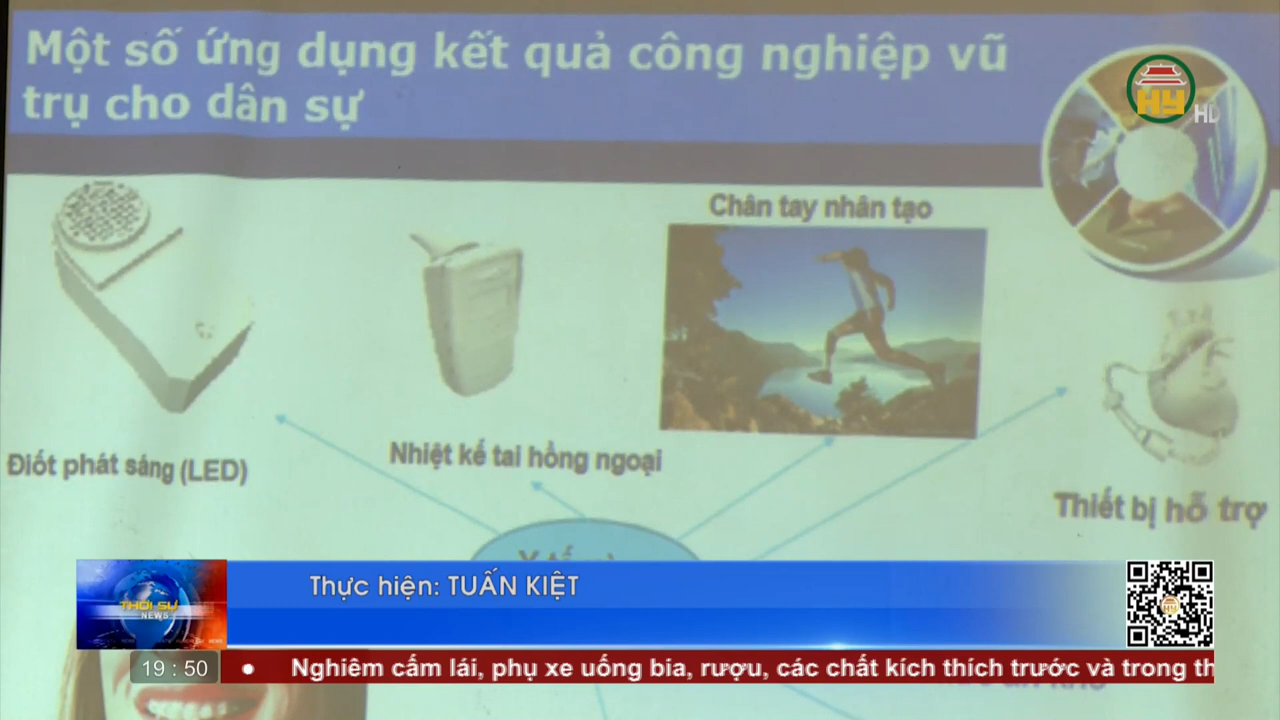 Một số ứng dụng kết quả công nghiệp vũ
trụ cho dân sự
HY HD
Chân tay nhân tạo
Điốt phát sáng (LED)
Nhiệt kế tai hồng ngoại
Thiết bị hỗ trợ
Y tế
Thực hiện: TUẤN KIỆT
THỜI SỰ
NEWS
19 : 50
Nghiêm cấm lái, phụ xe uống bia, rượu, các chất kích thích trước và trong th